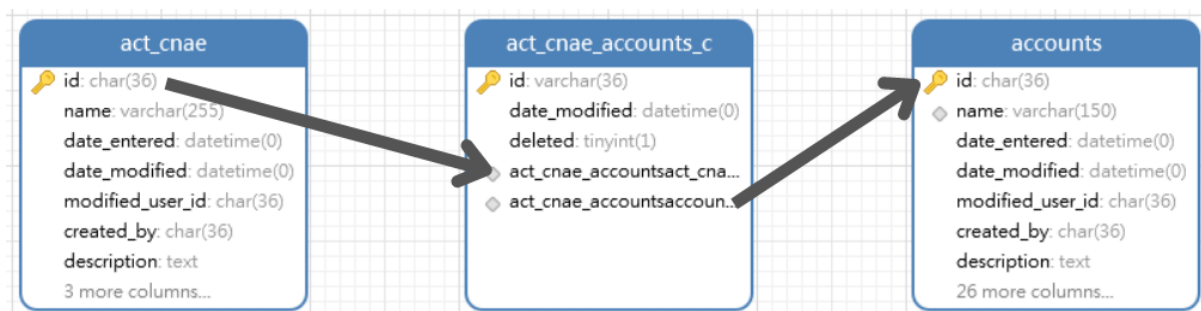 act_cnae
id: char(36)
name: varchar(255)
date_entered: datetime(0)
date_modified: datetime(0)
modified_user_id: char(36)
created_by: char(36)
description: text
3 more columns...
act_cnae_accounts_c
id: varchar(36)
date_modified: datetime(0)
deleted: tinyint(1)
act_cnae_accountsact_cna...
act_cnae_accountsaccoun...
accounts
id: char(36)
name: varchar(150)
date_entered: datetime(0)
date_modified: datetime(0)
modified_user_id: char(36)
created_by: char(36)
description: text
26 more columns...